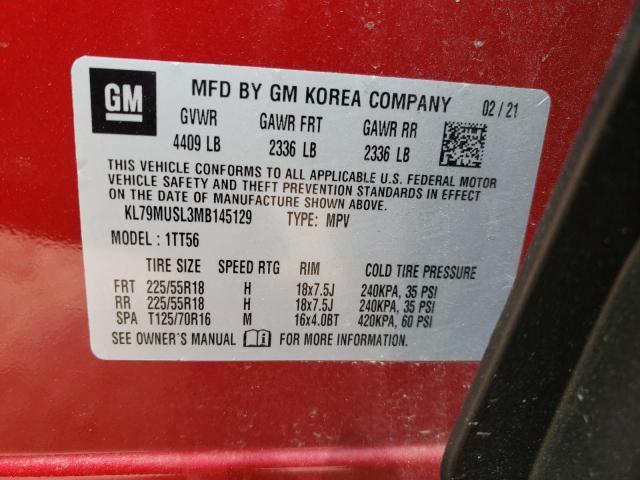 GM
MFD BY GM KOREA COMPANY 02 / 21
GVWR GAWR FRT GAWR RR
4409 LB 2336 LB 2336 LB
THIS VEHICLE CONFORMS TO ALL APPLICABLE U.S. FEDERAL MOTOR
VEHICLE SAFETY AND THEFT PREVENTION STANDARDS IN EFFECT
ON THE DATE OF MANUFACTURE SHOWN ABOVE.
KL79MUSL3MB145129 TYPE: MPV
MODEL : 1TT56
TIRE SIZE SPEED RTG RIM COLD TIRE PRESSURE
FRT 225/55R18 H 18x7.5J 240KPA, 35 PSI
RR 225/55R18 H 18x7.5J 240KPA, 35 PSI
SPA T125/70R16 M 16x4.0BT 420KPA, 60 PSI
SEE OWNER'S MANUAL i